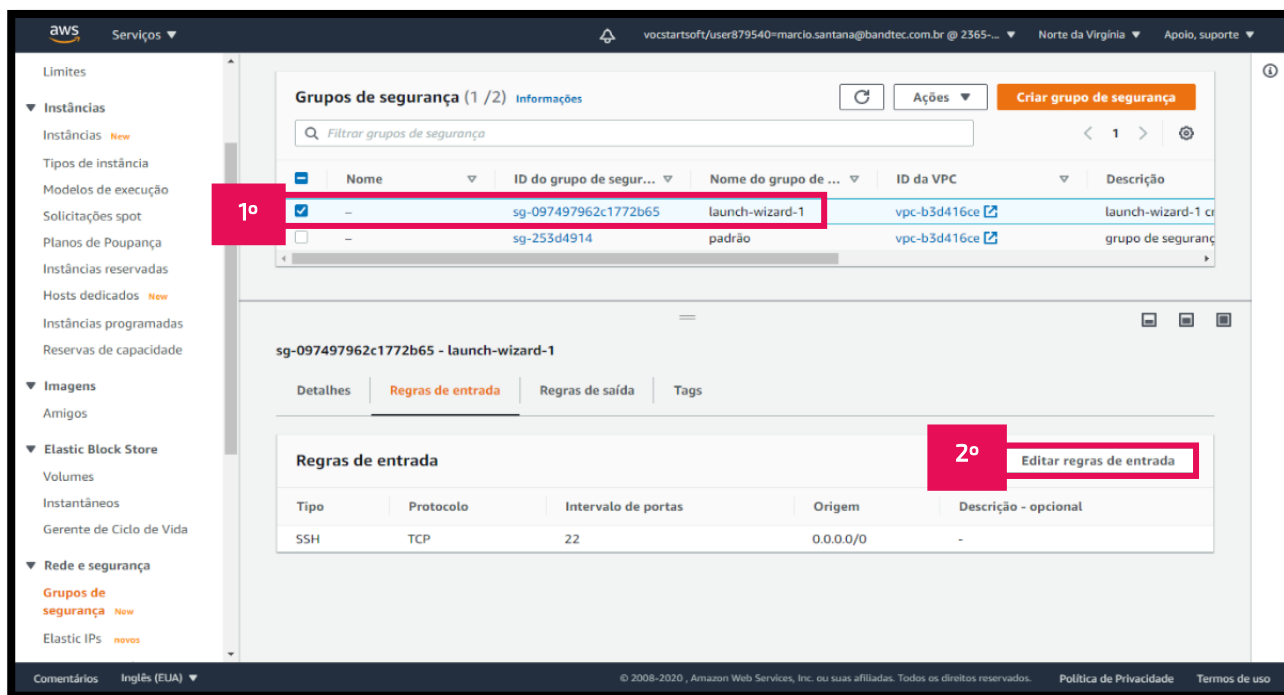 aws Serviços ▼ vocstartsoft/user879540=marcio.santana@bandtec.com.br @ 2365-... ▼ Norte da Virgínia ▼ Apoio, suporte ▼
Limites
▼ Instâncias
Instâncias New
Tipos de instância
Modelos de execução
Solicitações spot
Planos de Poupança
Instâncias reservadas
Hosts dedicados New
Instâncias programadas
Reservas de capacidade
▼ Imagens
Amigos
▼ Elastic Block Store
Volumes
Instantâneos
Gerente de Ciclo de Vida
▼ Rede e segurança
Grupos de
segurança New
Elastic IPs novos
Grupos de segurança (1 /2) Informações Ações ▼ Criar grupo de segurança
Filtrar grupos de segurança < 1 >
Nome ID do grupo de segur... Nome do grupo de ... ID da VPC Descrição
1º – sg-097497962c1772b65 launch-wizard-1 vpc-b3d416ce launch-wizard-1 cr
– sg-253d4914 padrão vpc-b3d416ce grupo de seguranç
sg-097497962c1772b65 - launch-wizard-1
Detalhes Regras de entrada Regras de saída Tags
Regras de entrada 2º Editar regras de entrada
Tipo Protocolo Intervalo de portas Origem Descrição - opcional
SSH TCP 22 0.0.0.0/0 -
Comentários Inglês (EUA) ▼ © 2008-2020 , Amazon Web Services, Inc. ou suas afiliadas. Todos os direitos reservados. Política de Privacidade Termos de uso